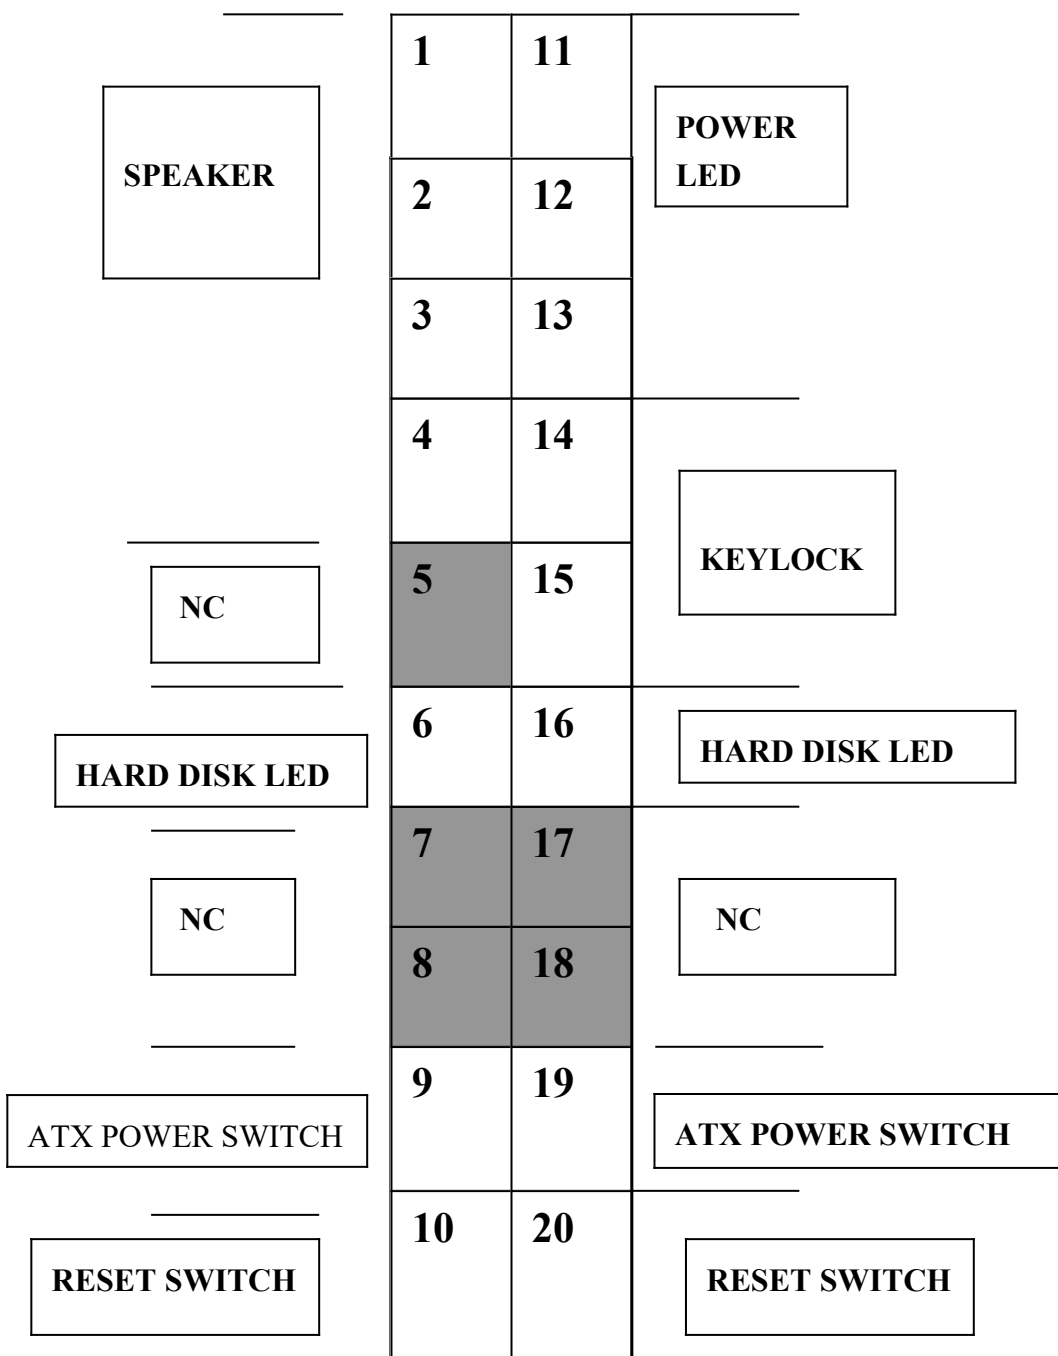 1 11
POWER
SPEAKER
LED
2 12
3 13
4 14
KEYLOCK
5 15
NC
6 16
HARD DISK LED
HARD DISK LED
7 17
NC
NC
8 18
9 19
ATX POWER SWITCH
ATX POWER SWITCH
10 20
RESET SWITCH
RESET SWITCH